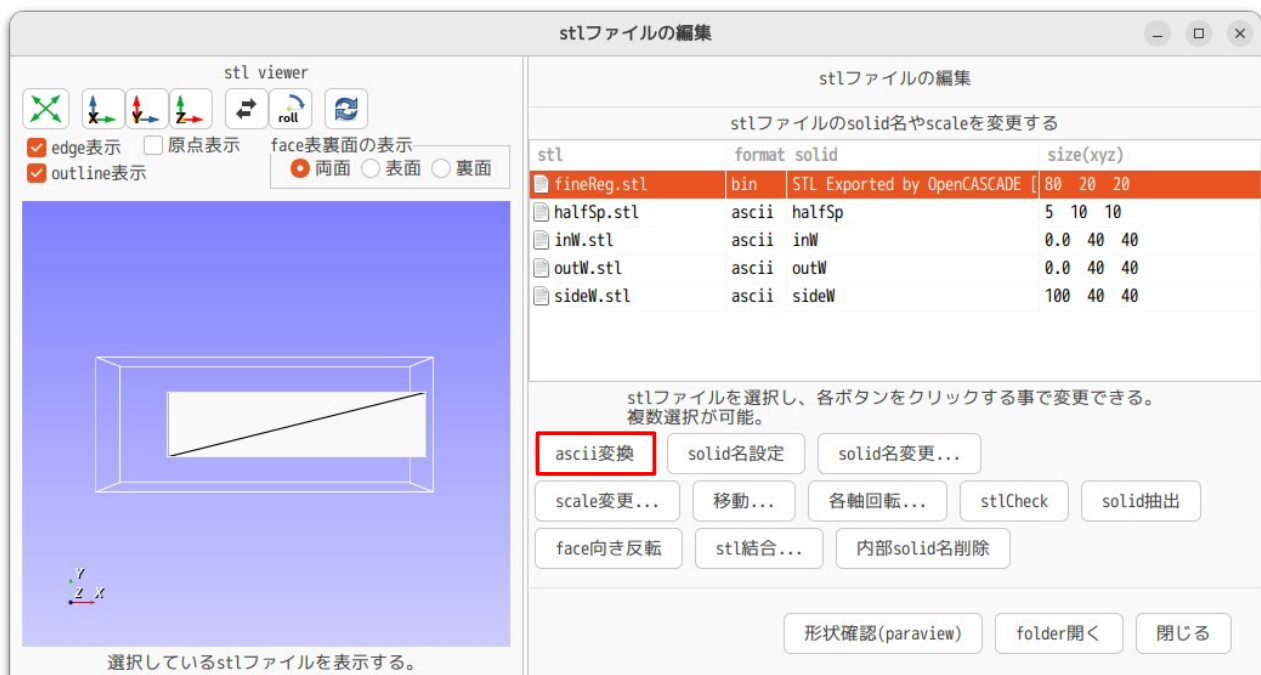 stlファイルの編集
stl viewer
X Y Z roll
edge表示 原点表示 face表裏面の表示
outline表示 両面 表面 裏面
Y
Z X
選択しているstlファイルを表示する。
stlファイルの編集
stlファイルのsolid名やscaleを変更する
stl format solid size(xyz)
fineReg.stl bin STL Exported by OpenCASCADE [ 80 20 20
halfSp.stl ascii halfSp 5 10 10
inW.stl ascii inW 0.0 40 40
outW.stl ascii outW 0.0 40 40
sideW.stl ascii sideW 100 40 40
stlファイルを選択し、各ボタンをクリックする事で変更できる。
複数選択が可能。
ascii変換 solid名設定 solid名変更...
scale変更... 移動... 各軸回転... stlCheck solid抽出
face向き反転 stl結合... 内部solid名削除
形状確認(paraview) folder開く 閉じる